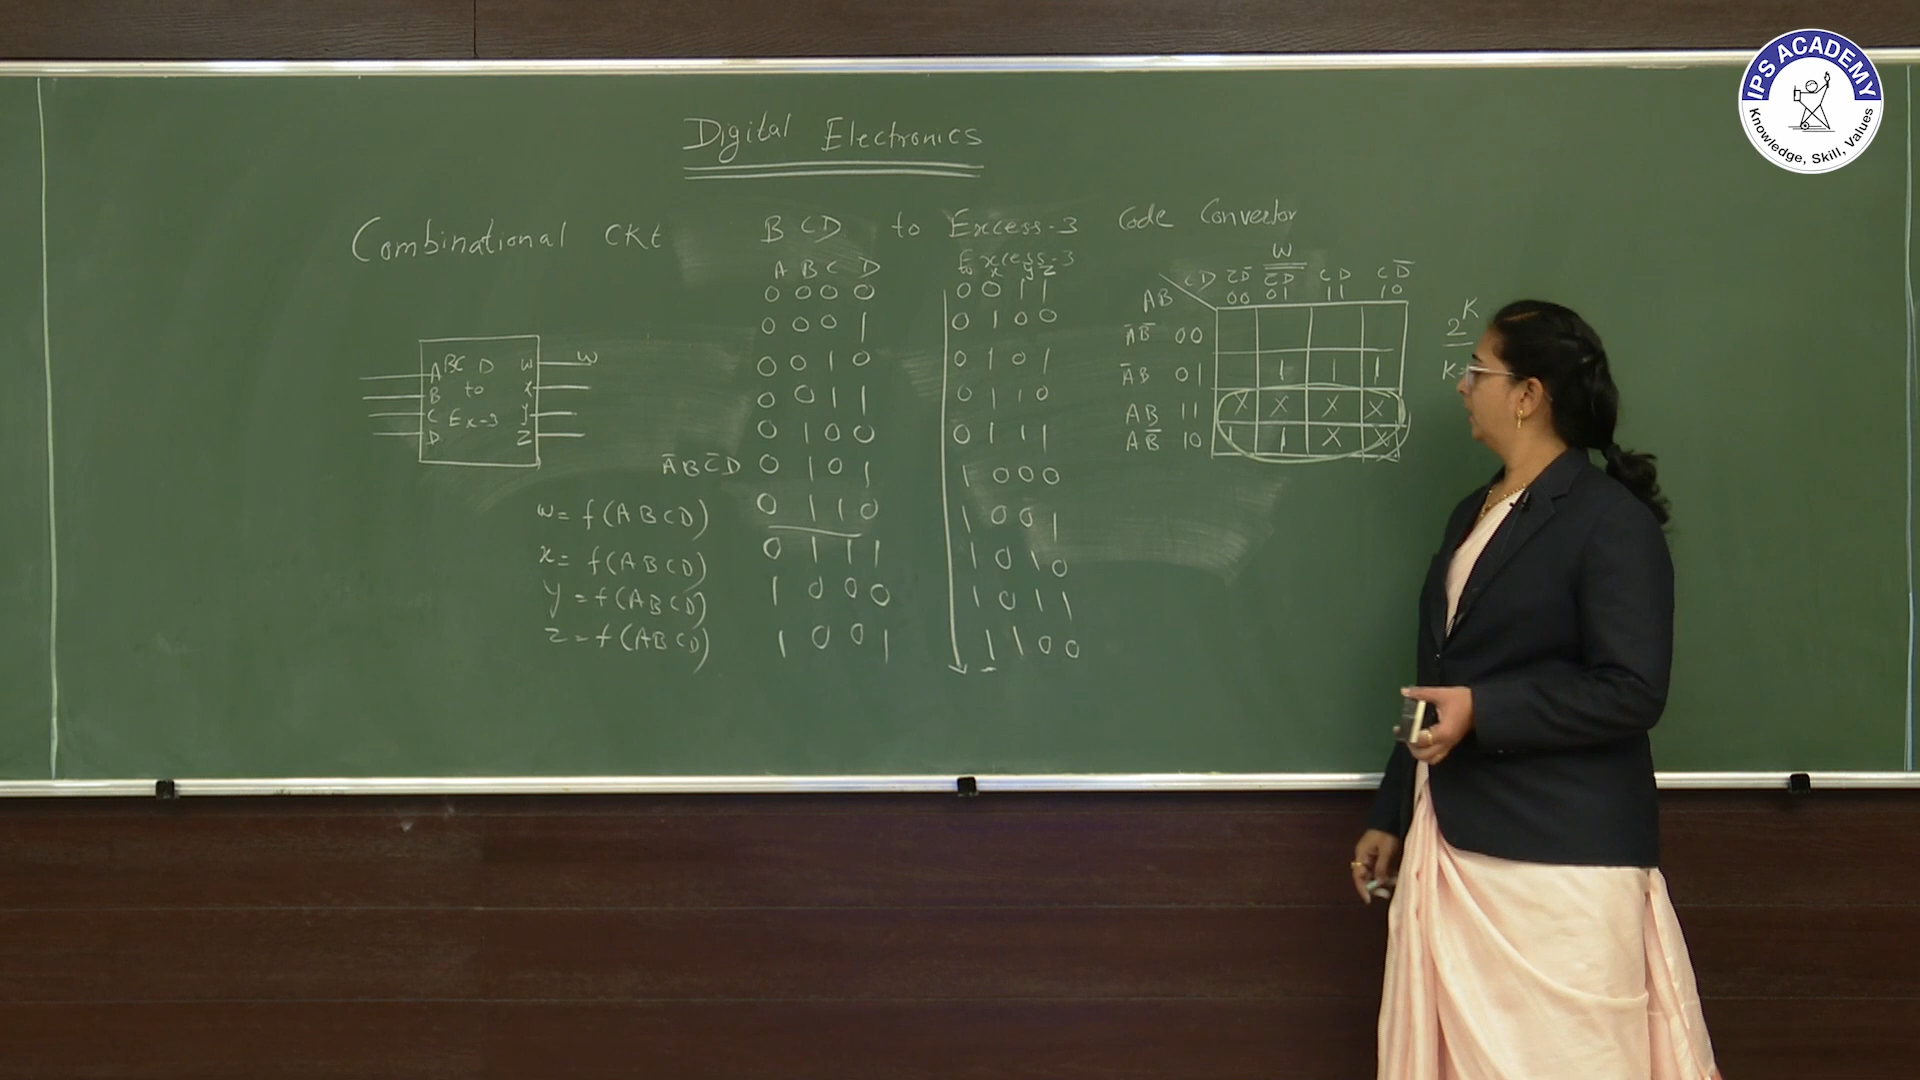 IPS ACADEMY
Knowledge, Skill, Values
Digital Electronics
Combinational CKt BCD to Excess-3 Code Convertor
A B C D
Excess-3
w x y z
0 0 0 0 0 0 1 1
0 0 0 1 0 1 0 0
0 0 1 0 0 1 0 1
0 0 1 1 0 1 1 0
0 1 0 0 0 1 1 1
A̅BC̅D 0 1 0 1 1 0 0 0
0 1 1 0 1 0 0 1
0 1 1 1 1 0 1 0
1 0 0 0 1 0 1 1
1 0 0 1 1 1 0 0
A BC D W w
B to X
C Ex-3 Y
D Z
w = f(ABCD)
x = f(ABCD)
y = f(ABCD)
z = f(ABCD)
W
CD C̅D̅ C̅D CD CD̅
AB 00 01 11 10
A̅B̅ 00
A̅B 01 1 1 1
AB 11 X X X X
AB̅ 10 1 X X
2^K